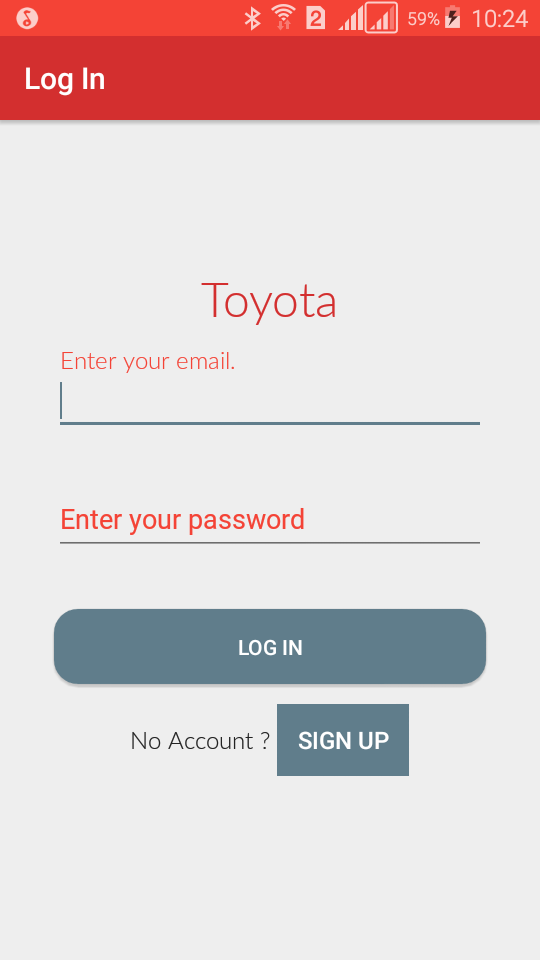 2 59% 10:24
Log In
Toyota
Enter your email.
Enter your password
LOG IN
No Account ? SIGN UP